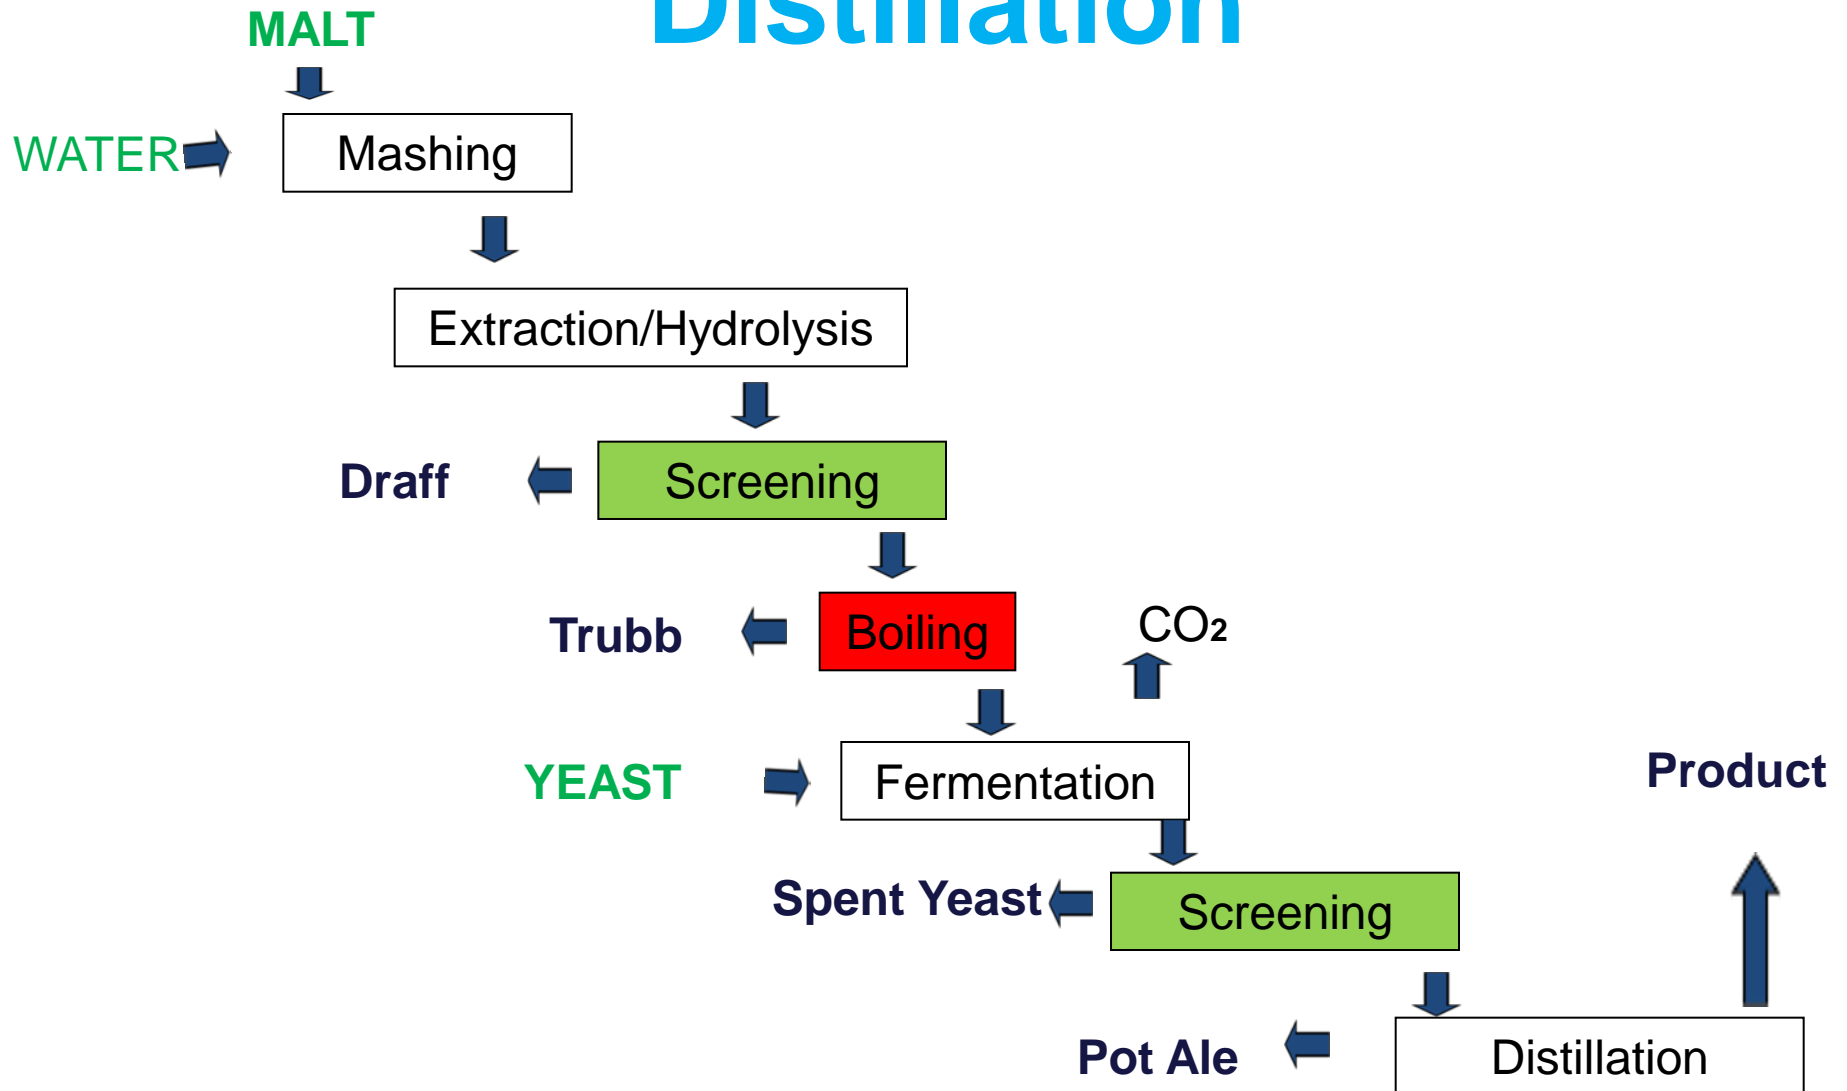 Distillation
MALT
WATER
Mashing
Extraction/Hydrolysis
Draff
Screening
Trubb
Boiling
CO2
YEAST
Fermentation
Product
Spent Yeast
Screening
Pot Ale
Distillation